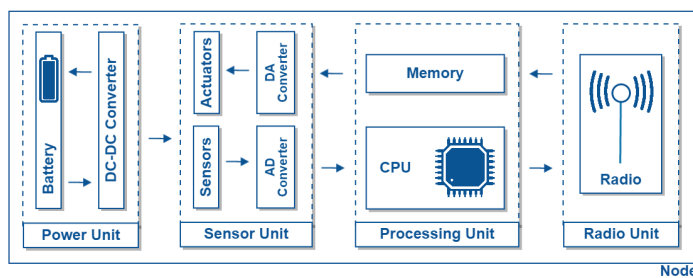 Battery
DC-DC Converter
Power Unit
Actuators
DA
Converter
Sensors
AD
Converter
Sensor Unit
Memory
CPU
Processing Unit
Radio
Radio Unit
Node